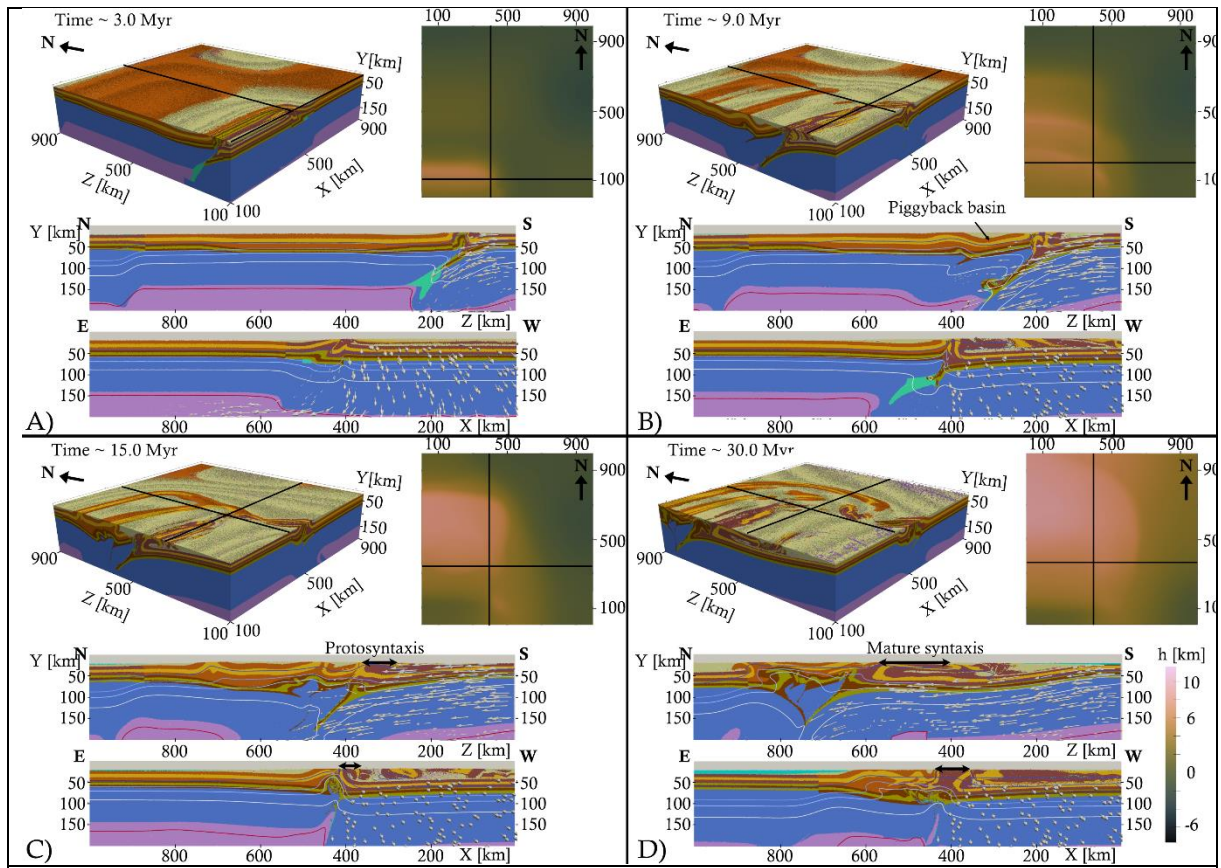 Time ~ 3.0 Myr
N
Y[km]
50
150
900
900
500
500
Z [km]
X [km]
100 100
100 500 900
N
900
500
100
N S
Y [km]
50
100
150
50
100
150
800 600 400 200 Z [km]
E W
50
100
150
50
100
150
800 600 400 200
X [km]
A)
Time ~ 9.0 Myr
N
Y[km]
50
150
900
900
500
500
Z [km]
X [km]
100 100
100 500 900
N
900
500
100
Piggyback basin
N S
Y [km]
50
100
150
50
100
150
800 600 400 200 Z [km]
E W
50
100
150
50
100
150
800 600 400 200
X [km]
B)
Time ~ 15.0 Myr
N
Y[km]
50
150
900
900
500
500
Z [km]
X [km]
100 100
100 500 900
N
900
500
100
Protosyntaxis
N S
Y [km]
50
100
150
50
100
150
800 600 400 200
Z [km]
E W
50
100
150
50
100
150
800 600 400 200
X [km]
C)
Time ~ 30.0 Myr
N
Y[km]
50
150
900
900
500
500
Z [km]
X [km]
100 100
100 500 900
N
900
50
100
Mature syntaxis
N S
Y [km]
50
100
150
50
100
150
800 600 400 200
Z [km]
E W
50
100
150
50
100
150
800 600 400 200
X [km]
D)
h [km]
10
6
4
0
-4
-6